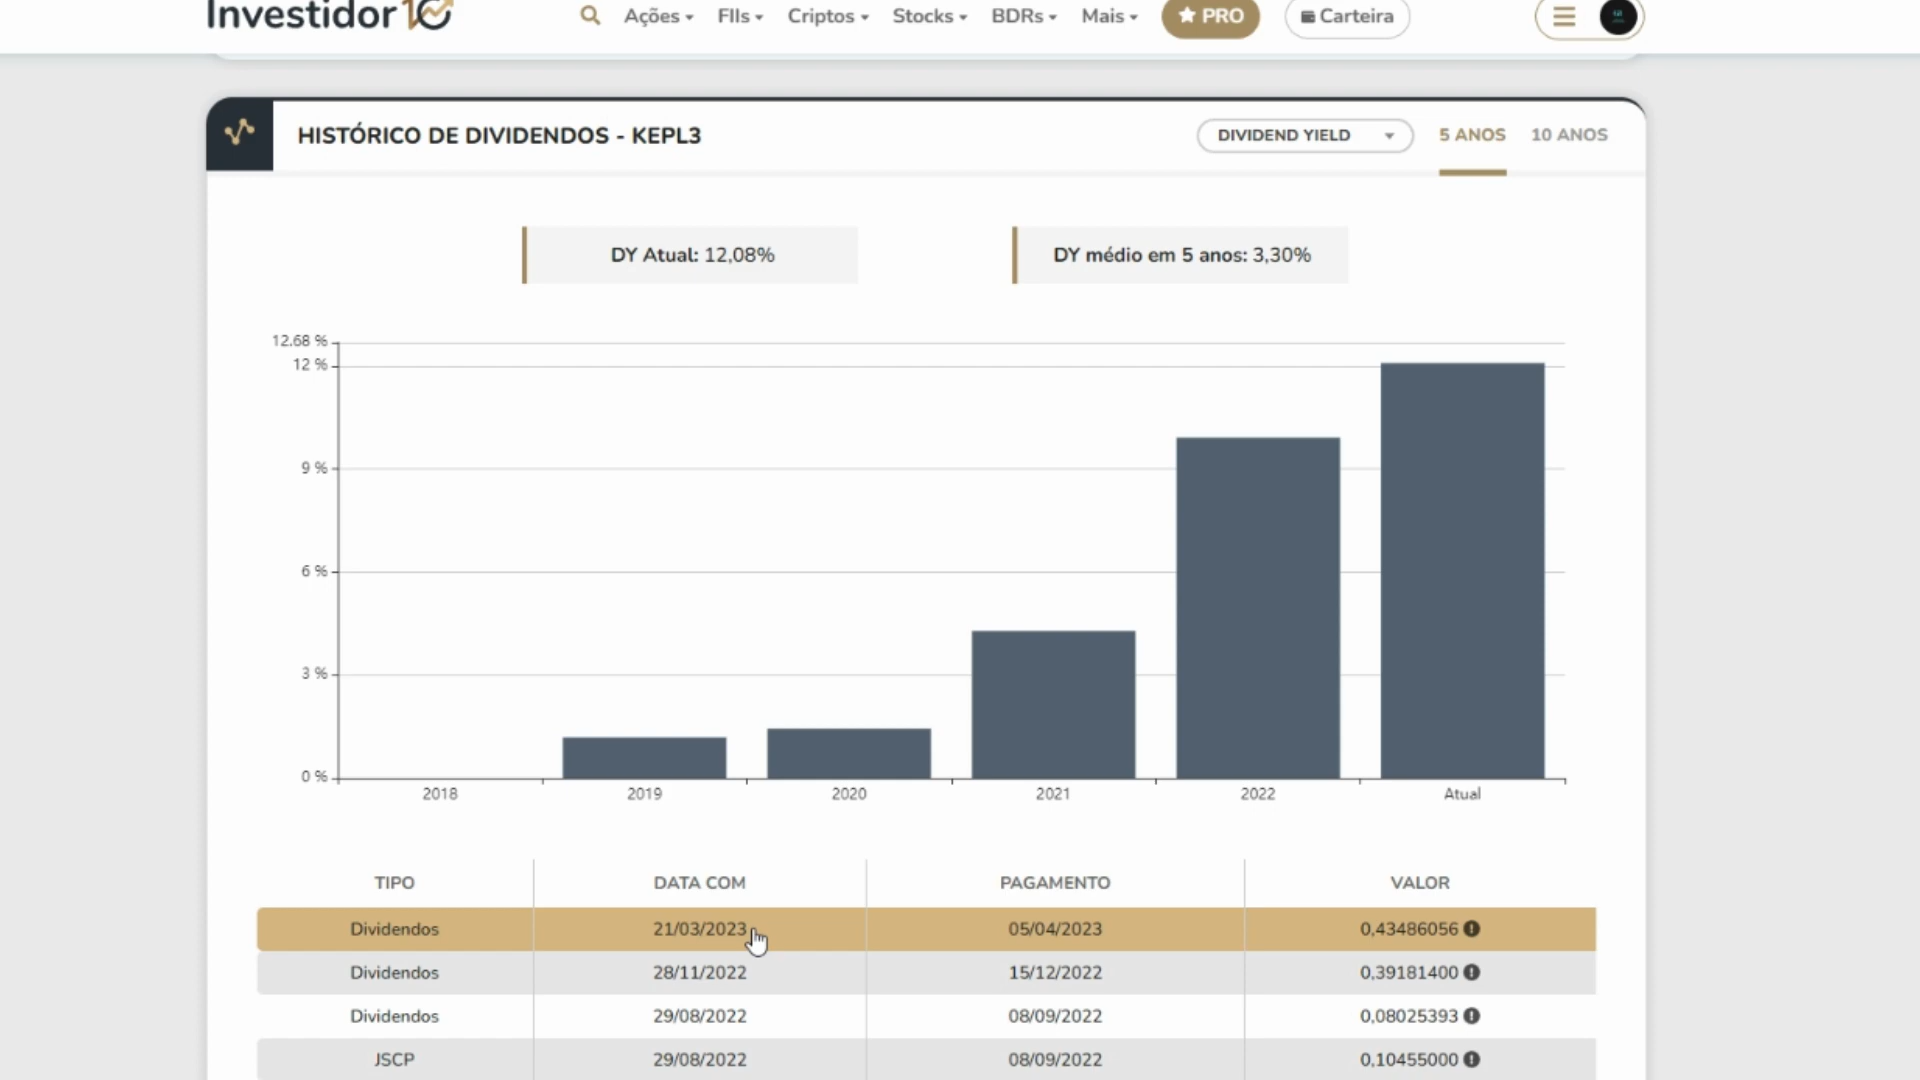 Investidor 10
Ações
FIIs
Criptos
Stocks
BDRs
Mais
PRO
Carteira
HISTÓRICO DE DIVIDENDOS - KEPL3
DIVIDEND YIELD
5 ANOS
10 ANOS
DY Atual: 12,08%
DY médio em 5 anos: 3,30%
12.68 %
12 %
9 %
6 %
3 %
0 %
2018
2019
2020
2021
2022
Atual
TIPO DATA COM PAGAMENTO VALOR
Dividendos 21/03/2023 05/04/2023 0,43486056
Dividendos 28/11/2022 15/12/2022 0,39181400
Dividendos 29/08/2022 08/09/2022 0,08025393
JSCP 29/08/2022 08/09/2022 0,10455000